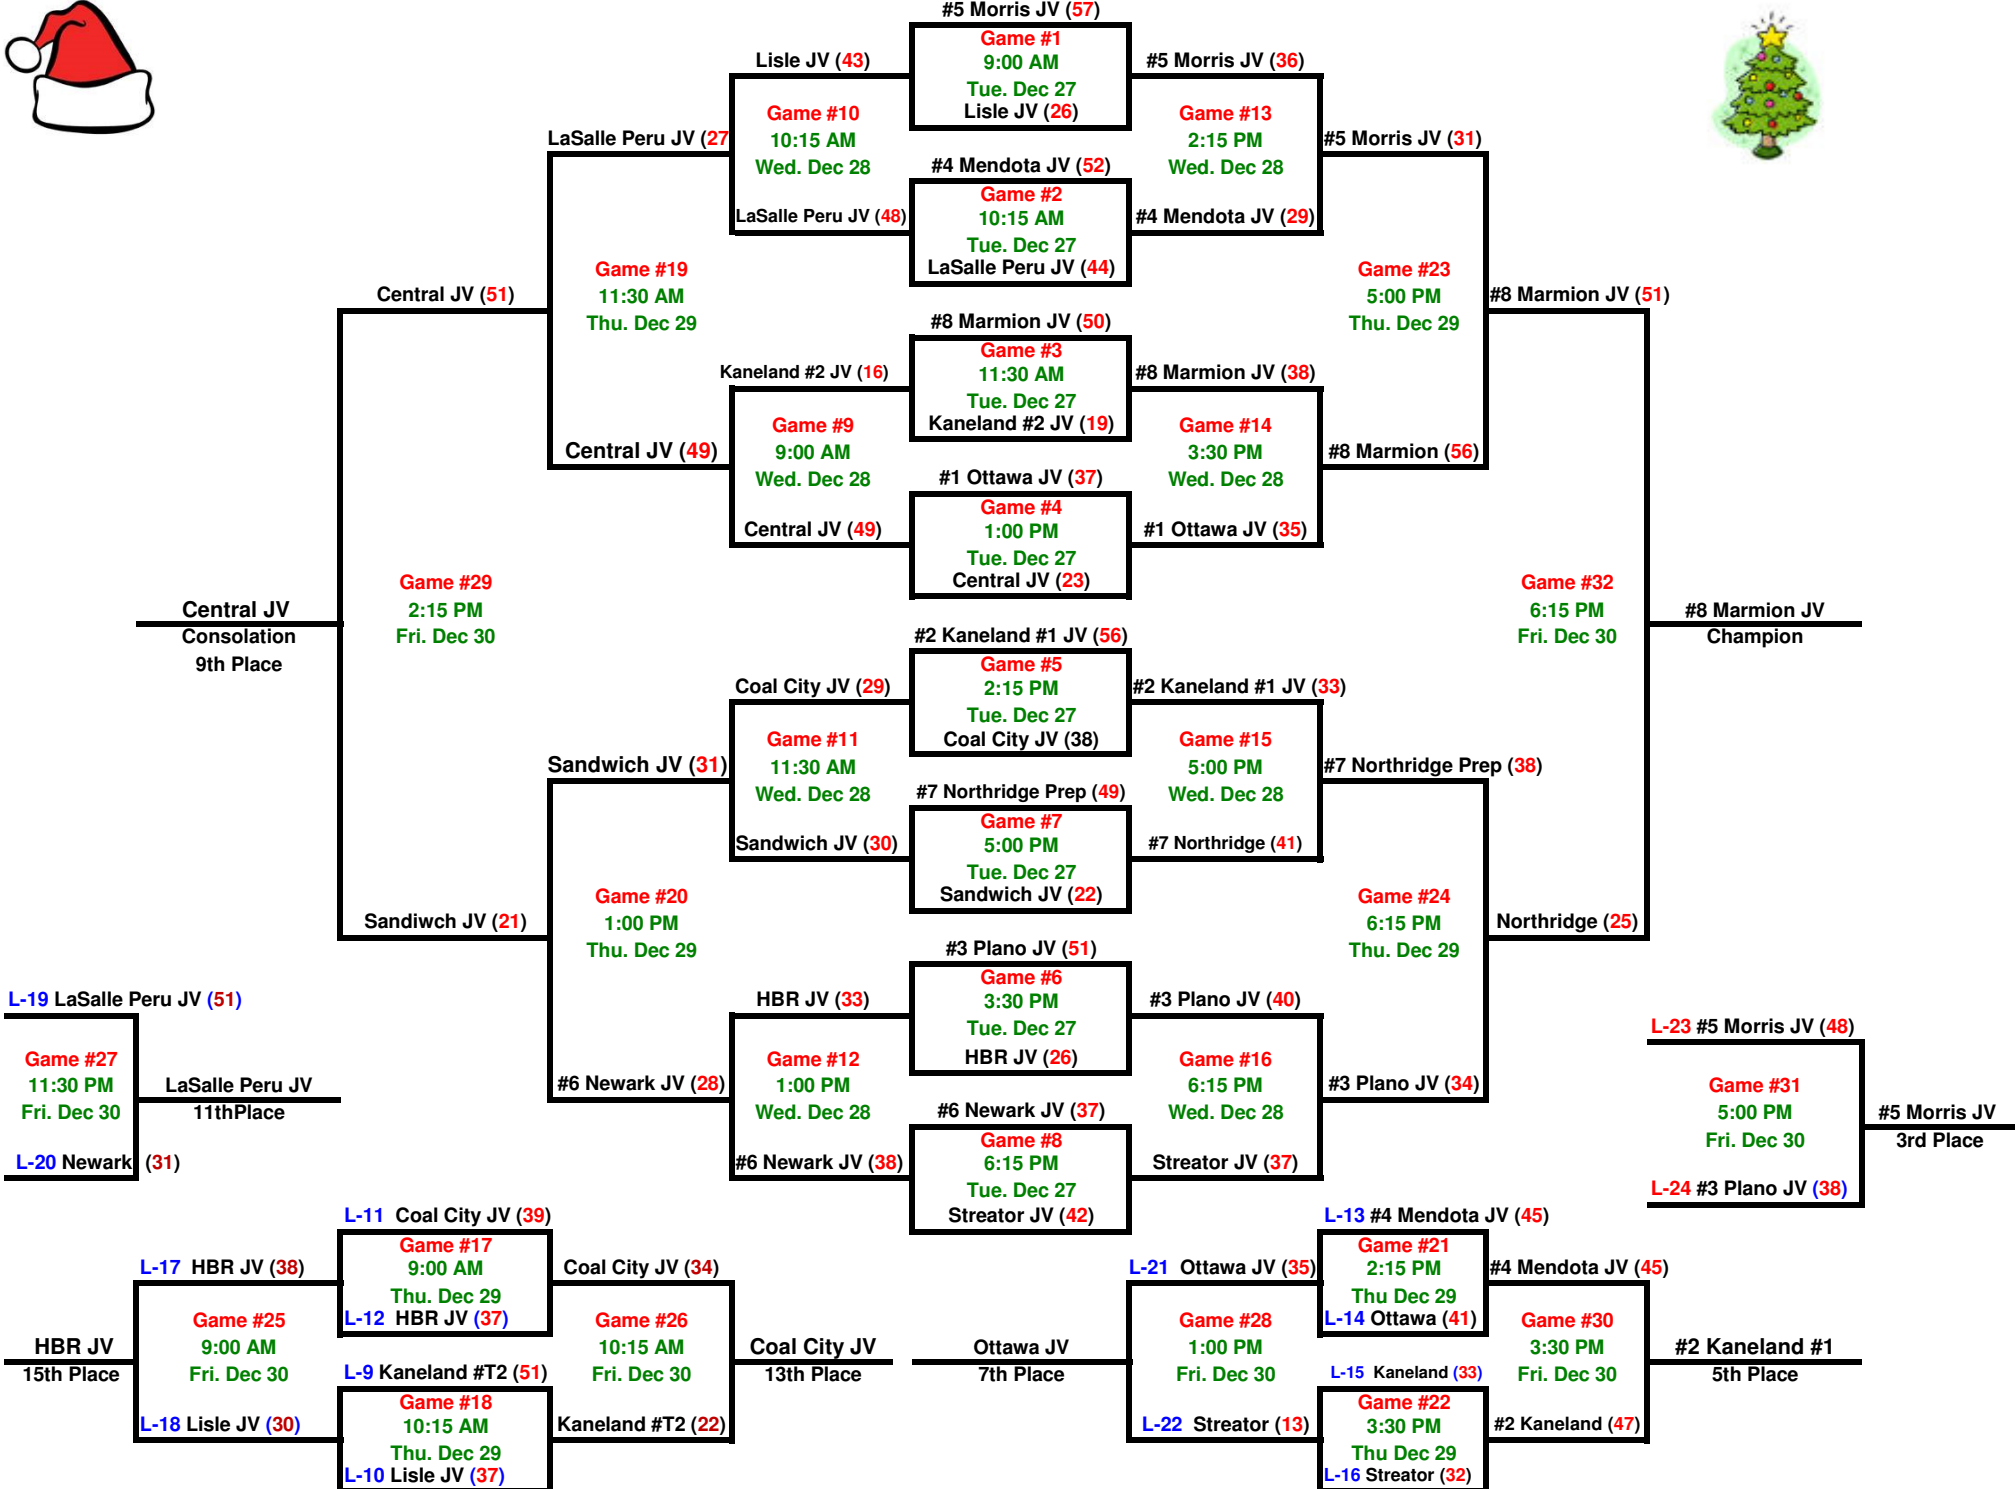 #5 Morris JV (57)
Game #1
9:00 AM
Tue. Dec 27
Lisle JV (26)
#4 Mendota JV (52)
Game #2
10:15 AM
Tue. Dec 27
LaSalle Peru JV (44)
#8 Marmion JV (50)
Game #3
11:30 AM
Tue. Dec 27
Kaneland #2 JV (19)
#1 Ottawa JV (37)
Game #4
1:00 PM
Tue. Dec 27
Central JV (23)
#2 Kaneland #1 JV (56)
Game #5
2:15 PM
Tue. Dec 27
Coal City JV (38)
#7 Northridge Prep (49)
Game #7
5:00 PM
Tue. Dec 27
Sandwich JV (22)
#3 Plano JV (51)
Game #6
3:30 PM
Tue. Dec 27
HBR JV (26)
#6 Newark JV (37)
Game #8
6:15 PM
Tue. Dec 27
Streator JV (42)
Lisle JV (43)
Game #10
10:15 AM
Wed. Dec 28
LaSalle Peru JV (48)
Kaneland #2 JV (16)
Game #9
9:00 AM
Wed. Dec 28
Central JV (49)
Coal City JV (29)
Game #11
11:30 AM
Wed. Dec 28
Sandwich JV (30)
HBR JV (33)
Game #12
1:00 PM
Wed. Dec 28
#6 Newark JV (38)
LaSalle Peru JV (27
Game #19
11:30 AM
Thu. Dec 29
Central JV (49)
Sandwich JV (31)
Game #20
1:00 PM
Thu. Dec 29
#6 Newark JV (28)
Central JV (51)
Game #29
2:15 PM
Fri. Dec 30
Sandiwch JV (21)
Central JV
Consolation
9th Place
#5 Morris JV (36)
Game #13
2:15 PM
Wed. Dec 28
#4 Mendota JV (29)
#8 Marmion JV (38)
Game #14
3:30 PM
Wed. Dec 28
#1 Ottawa JV (35)
#2 Kaneland #1 JV (33)
Game #15
5:00 PM
Wed. Dec 28
#7 Northridge (41)
#3 Plano JV (40)
Game #16
6:15 PM
Wed. Dec 28
Streator JV (37)
#5 Morris JV (31)
Game #23
5:00 PM
Thu. Dec 29
#8 Marmion (56)
#7 Northridge Prep (38)
Game #24
6:15 PM
Thu. Dec 29
#3 Plano JV (34)
#8 Marmion JV (51)
Game #32
6:15 PM
Fri. Dec 30
Northridge (25)
#8 Marmion JV
Champion
L-19 LaSalle Peru JV (51)
Game #27
11:30 PM
Fri. Dec 30
L-20 Newark (31)
LaSalle Peru JV
11thPlace
L-23 #5 Morris JV (48)
Game #31
5:00 PM
Fri. Dec 30
L-24 #3 Plano JV (38)
#5 Morris JV
3rd Place
L-11 Coal City JV (39)
Game #17
9:00 AM
Thu. Dec 29
L-12 HBR JV (37)
L-9 Kaneland #T2 (51)
Game #18
10:15 AM
Thu. Dec 29
L-10 Lisle JV (37)
L-17 HBR JV (38)
Game #25
9:00 AM
Fri. Dec 30
L-18 Lisle JV (30)
HBR JV
15th Place
Coal City JV (34)
Game #26
10:15 AM
Fri. Dec 30
Kaneland #T2 (22)
Coal City JV
13th Place
L-13 #4 Mendota JV (45)
Game #21
2:15 PM
Thu Dec 29
L-14 Ottawa (41)
L-15 Kaneland (33)
Game #22
3:30 PM
Thu Dec 29
L-16 Streator (32)
L-21 Ottawa JV (35)
Game #28
1:00 PM
Fri. Dec 30
L-22 Streator (13)
Ottawa JV
7th Place
#4 Mendota JV (45)
Game #30
3:30 PM
Fri. Dec 30
#2 Kaneland (47)
#2 Kaneland #1
5th Place